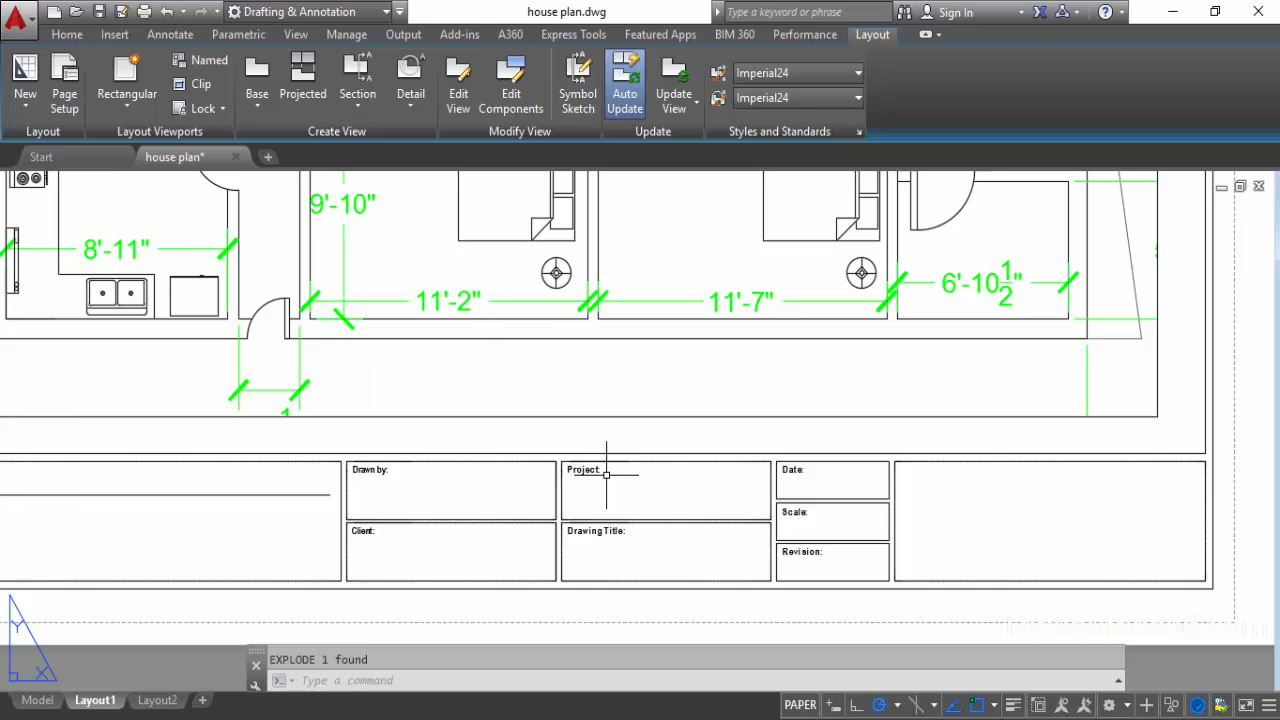 Drafting & Annotation
house plan.dwg
Type a keyword or phrase
Sign In
Home Insert Annotate Parametric View Manage Output Add-ins A360 Express Tools Featured Apps BIM 360 Performance Layout
New
Page Setup
Rectangular
Named
Clip
Lock
Base
Projected
Section
Detail
Edit View
Edit Components
Symbol Sketch
Auto Update
Update View
Imperial24
Imperial24
Layout
Layout Viewports
Create View
Modify View
Update
Styles and Standards
Start
house plan*
9'-10"
8'-11"
11'-2"
11'-7"
6'-10 1/2"
Drawn by:
Project:
Date:
Scale:
Client:
Drawing Title:
Revision:
Y
X
EXPLODE 1 found
Type a command
Model
Layout1
Layout2
PAPER